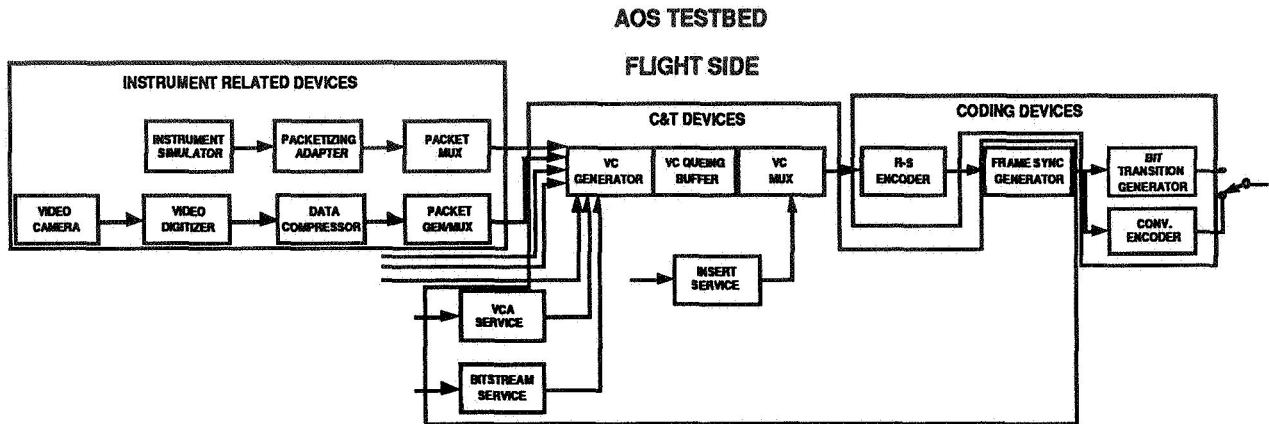 AOS TESTBED
FLIGHT SIDE
INSTRUMENT RELATED DEVICES
INSTRUMENT
SIMULATOR
PACKETIZING
ADAPTER
PACKET
MUX
VIDEO
CAMERA
VIDEO
DIGITIZER
DATA
COMPRESSOR
PACKET
GEN/MUX
C&T DEVICES
VC
GENERATOR
VC QUEING
BUFFER
VC
MUX
INSERT
SERVICE
VCA
SERVICE
BITSTREAM
SERVICE
CODING DEVICES
R-S
ENCODER
FRAME SYNC
GENERATOR
BIT
TRANSITION
GENERATOR
CONV.
ENCODER